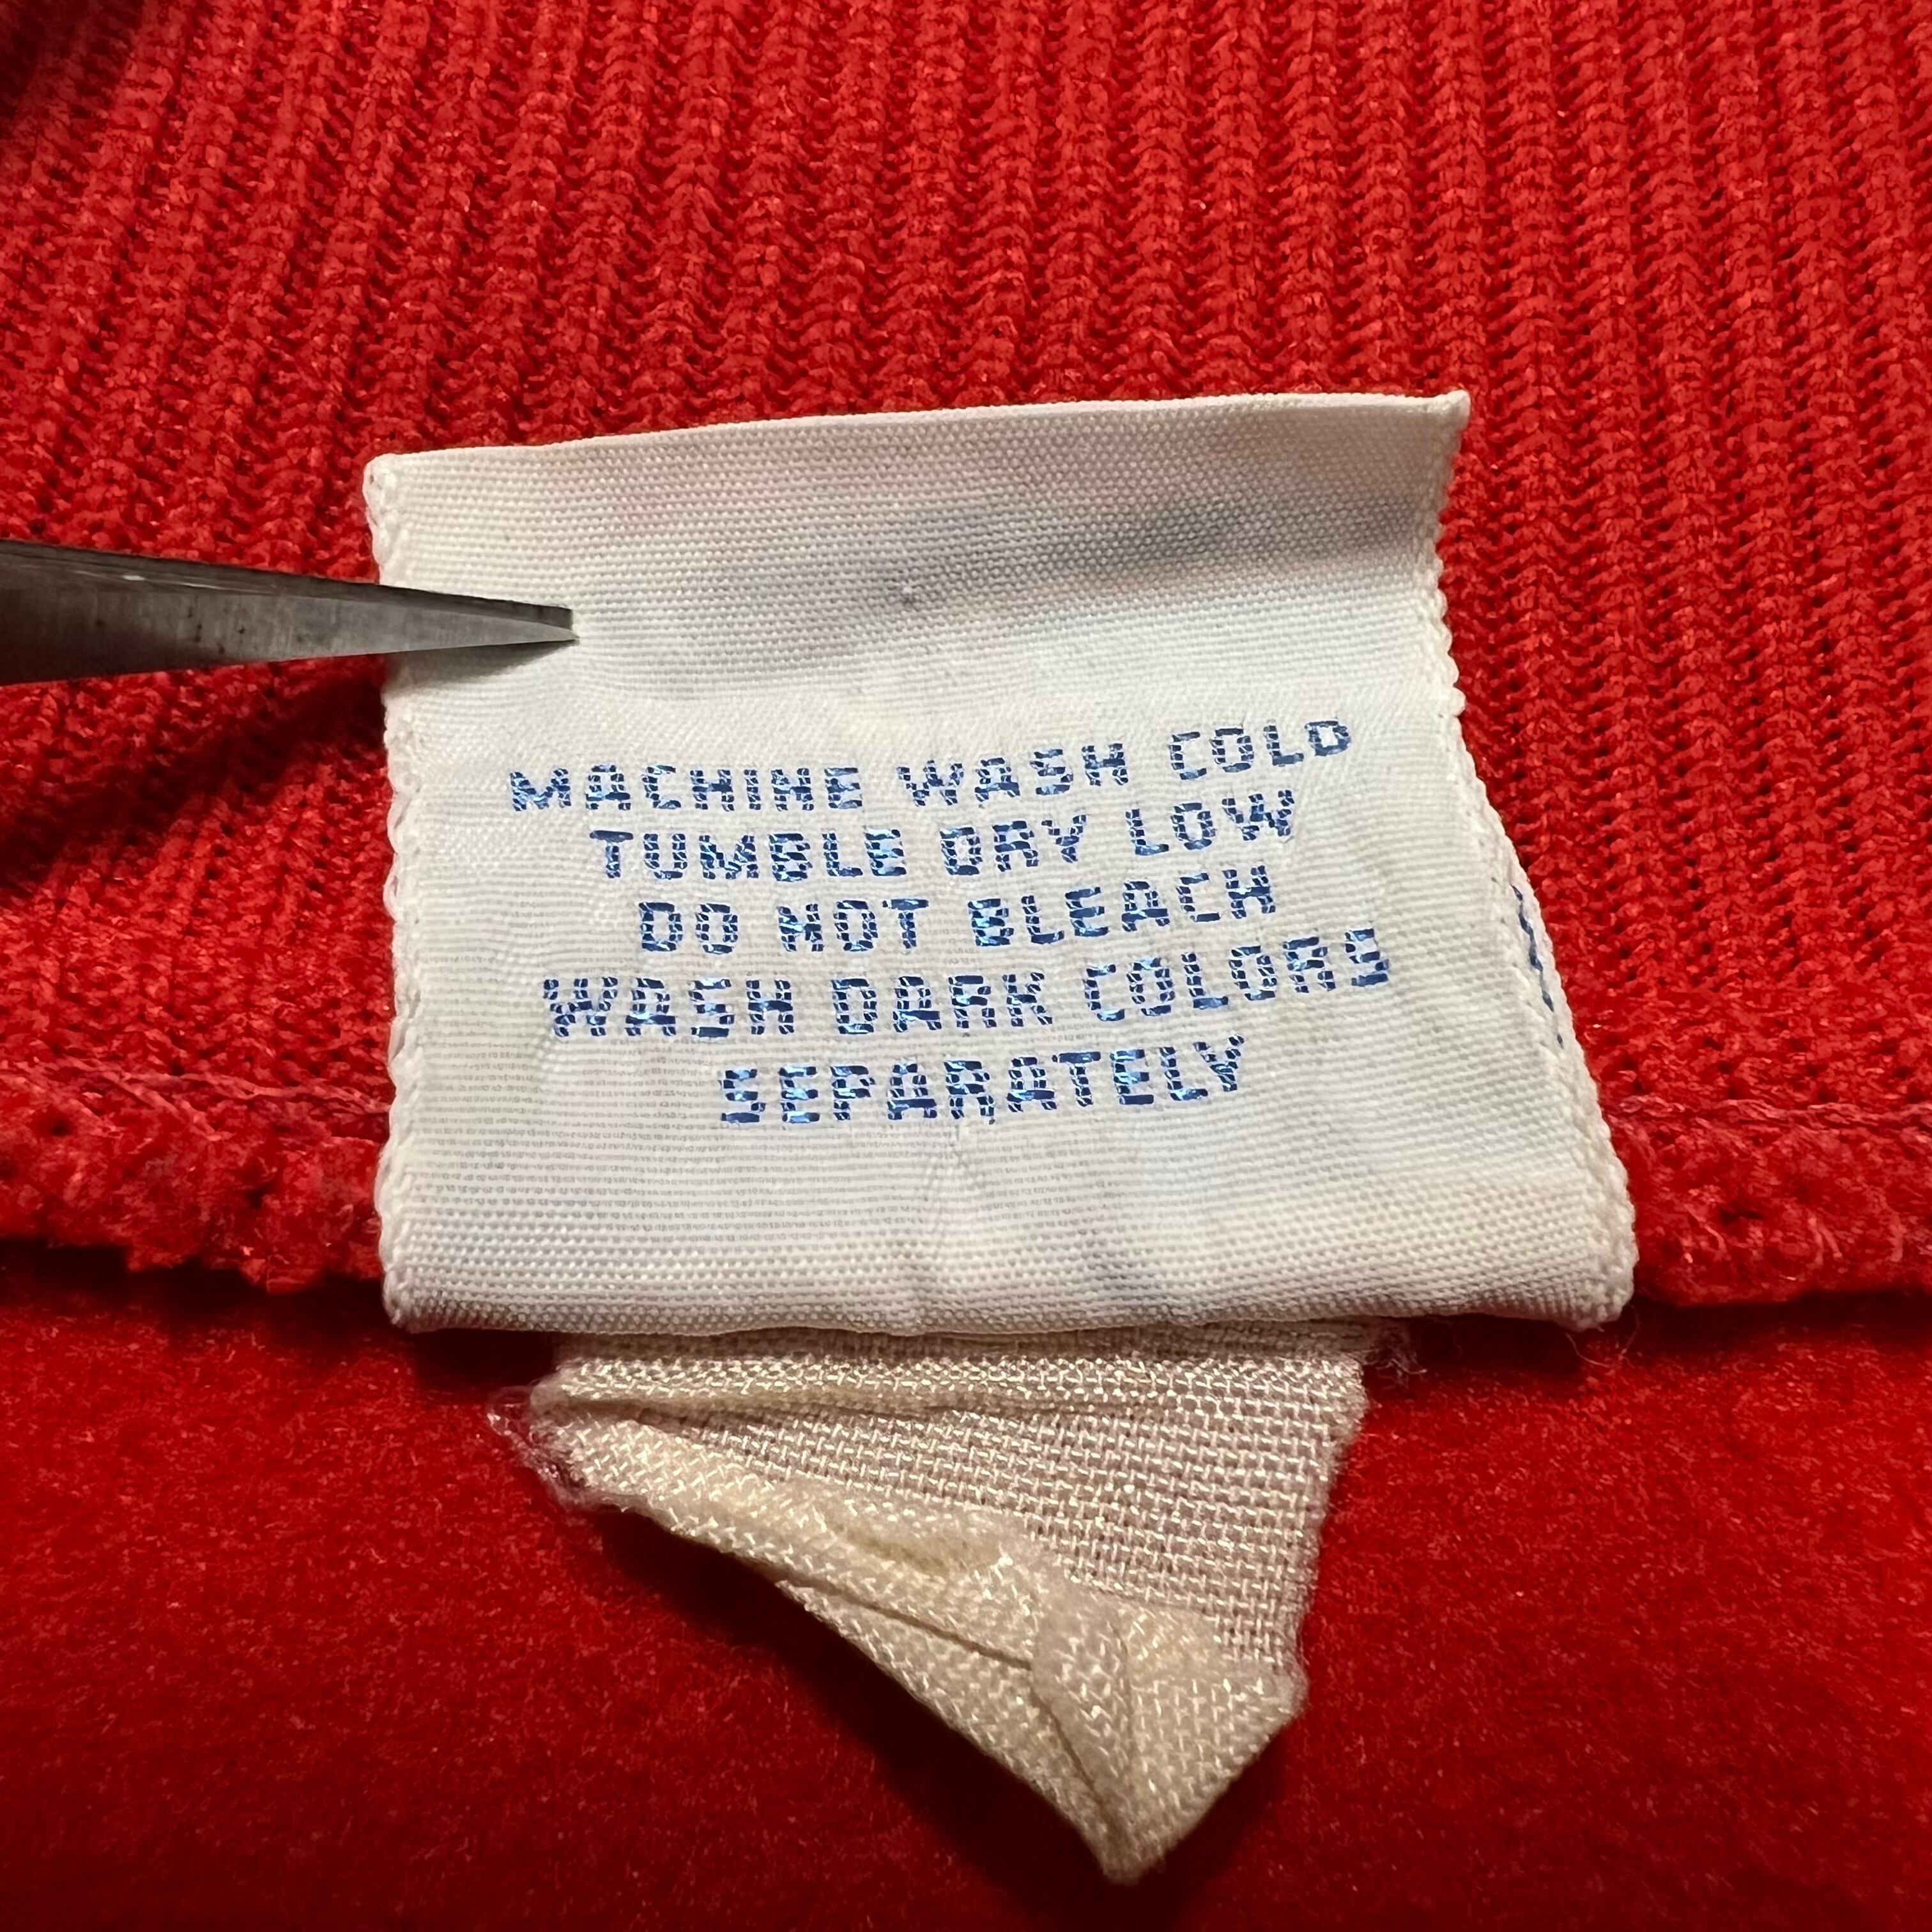 MACHINE WASH COLD
TUMBLE DRY LOW
DO NOT BLEACH
WASH DARK COLORS
SEPARATELY